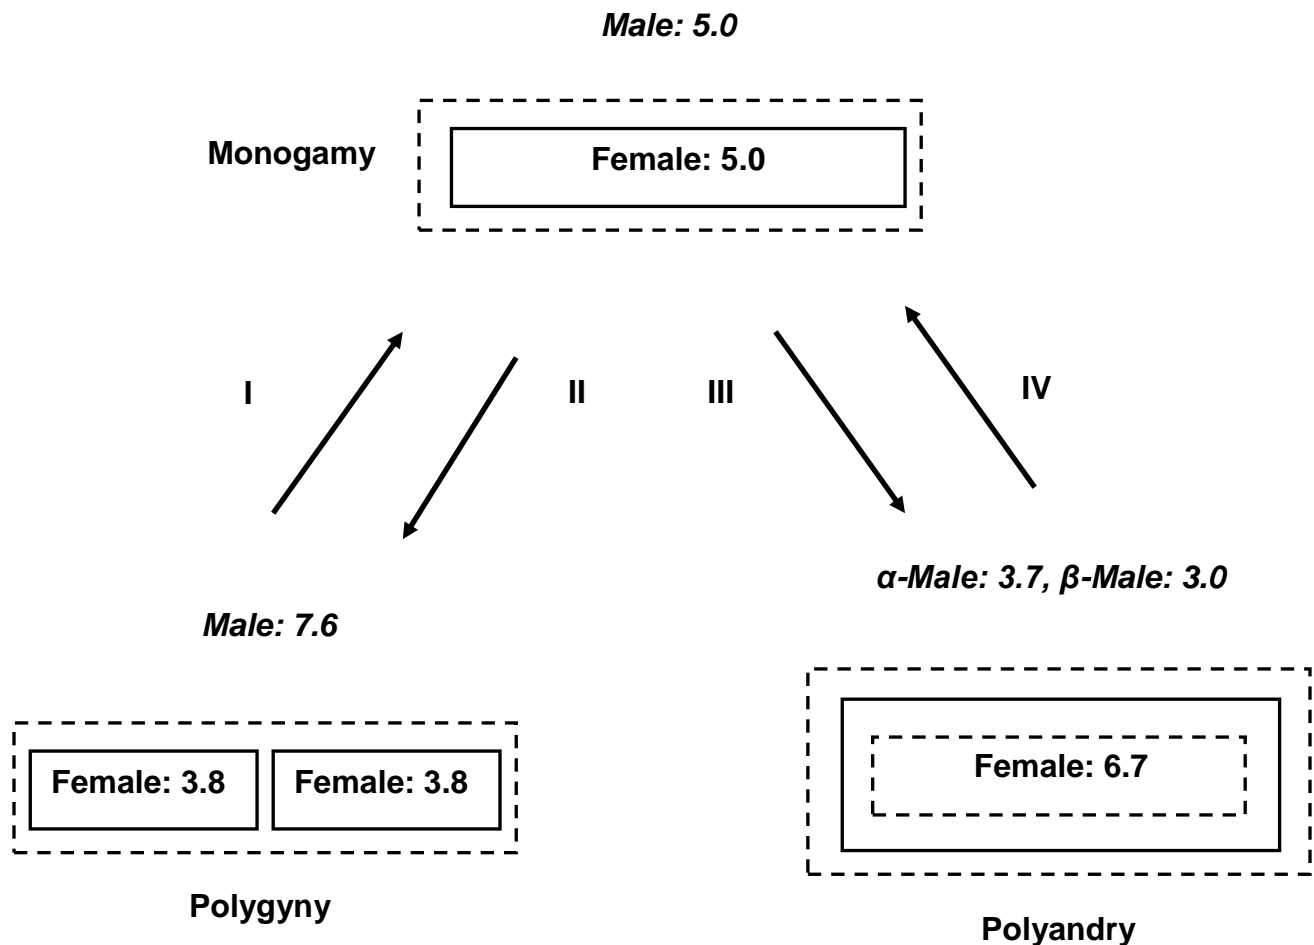 Male: 5.0
Monogamy
Female: 5.0
I
II
III
IV
α-Male: 3.7, β-Male: 3.0
Male: 7.6
Female: 3.8
Female: 3.8
Female: 6.7
Polygyny
Polyandry